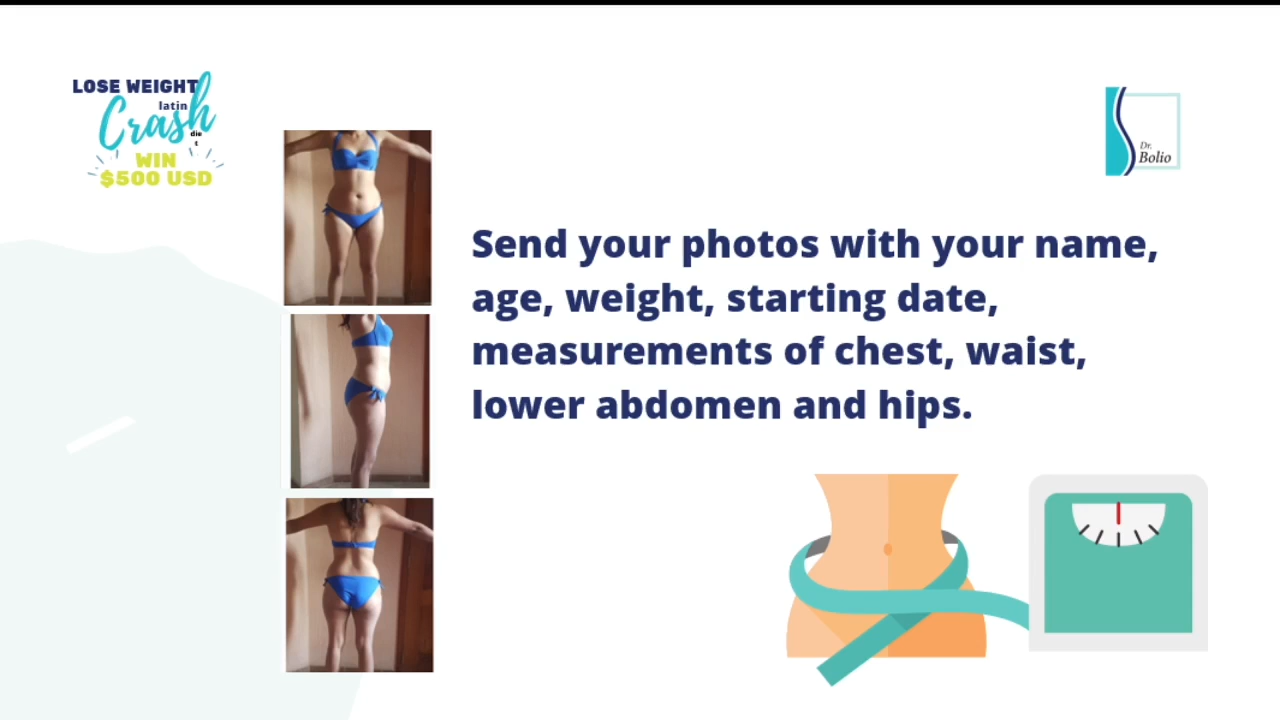 LOSE WEIGHT
latin
Crash
die
t
WIN
$500 USD
Dr.
Bolio
Send your photos with your name,
age, weight, starting date,
measurements of chest, waist,
lower abdomen and hips.